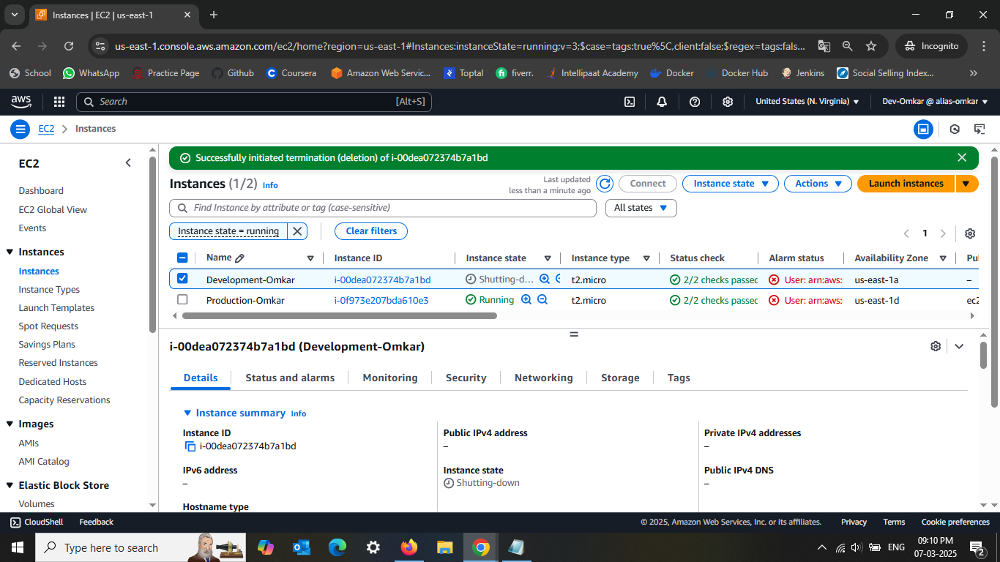 Instances | EC2 | us-east-1
us-east-1.console.aws.amazon.com/ec2/home?region=us-east-1#Instances:instanceState=running;v=3;$case=tags:true%5C,client:false;$regex=tags:fals...
Incognito
School WhatsApp Practice Page Github Coursera Amazon Web Servic... Toptal fiverr. Intellipaat Academy Docker Docker Hub Jenkins Social Selling Index...
aws Search [Alt+S] United States (N. Virginia) Dev-Omkar @ alias-omkar
EC2 Instances
EC2
Dashboard
EC2 Global View
Events
Instances
Instances
Instance Types
Launch Templates
Spot Requests
Savings Plans
Reserved Instances
Dedicated Hosts
Capacity Reservations
Images
AMIs
AMI Catalog
Elastic Block Store
Volumes
Successfully initiated termination (deletion) of i-00dea072374b7a1bd
Instances (1/2) Info
Last updated
less than a minute ago
Connect Instance state Actions Launch instances
Find Instance by attribute or tag (case-sensitive) All states
Instance state = running Clear filters 1
Name Instance ID Instance state Instance type Status check Alarm status Availability Zone Pu
Development-Omkar i-00dea072374b7a1bd Shutting-d... t2.micro 2/2 checks passed User: arn:aws: us-east-1a –
Production-Omkar i-0f973e207bda610e3 Running t2.micro 2/2 checks passed User: arn:aws: us-east-1d ec2
i-00dea072374b7a1bd (Development-Omkar)
Details Status and alarms Monitoring Security Networking Storage Tags
Instance summary Info
Instance ID
i-00dea072374b7a1bd
Public IPv4 address
–
Private IPv4 addresses
–
IPv6 address
–
Instance state
Shutting-down
Public IPv4 DNS
–
Hostname type
CloudShell Feedback © 2025, Amazon Web Services, Inc. or its affiliates. Privacy Terms Cookie preferences
Type here to search
ENG
09:10 PM
07-03-2025
2